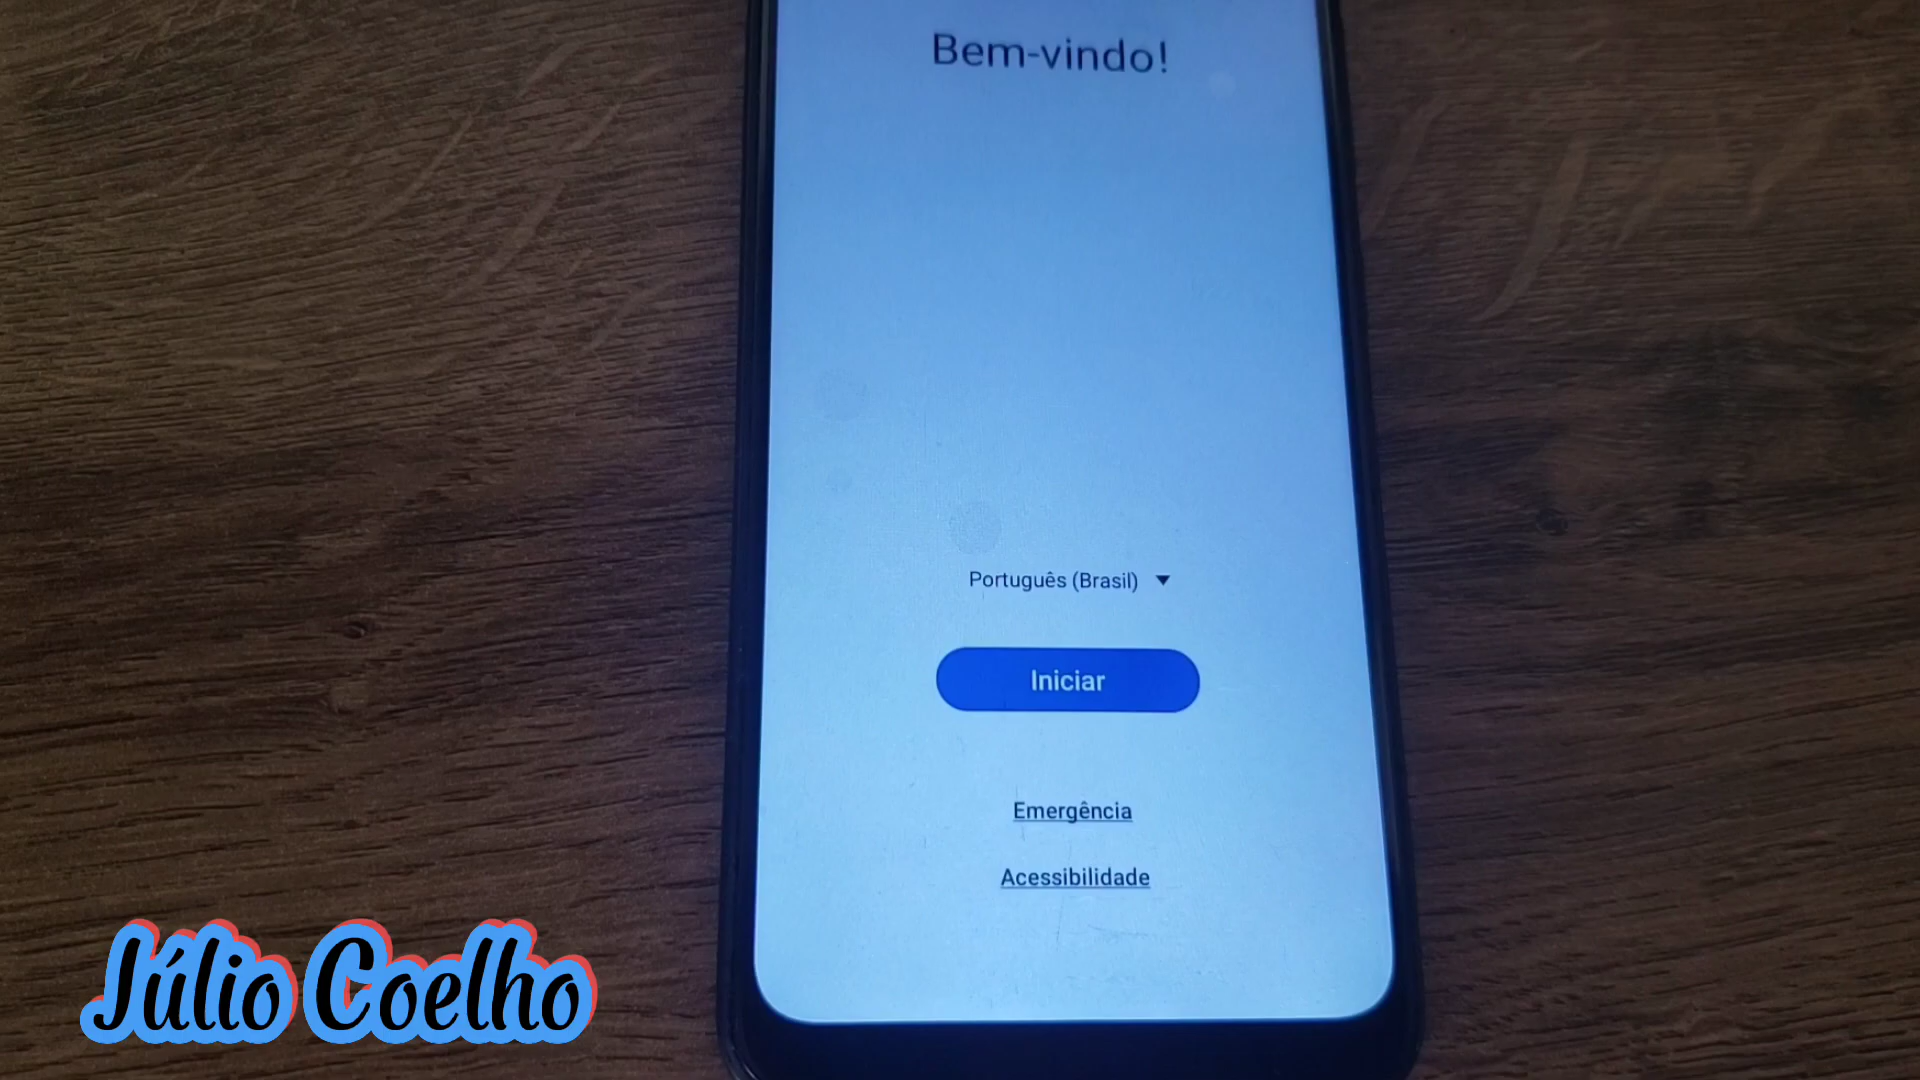 Bem-vindo!
Português (Brasil)
Iniciar
Emergência
Acessibilidade
Júlio Coelho